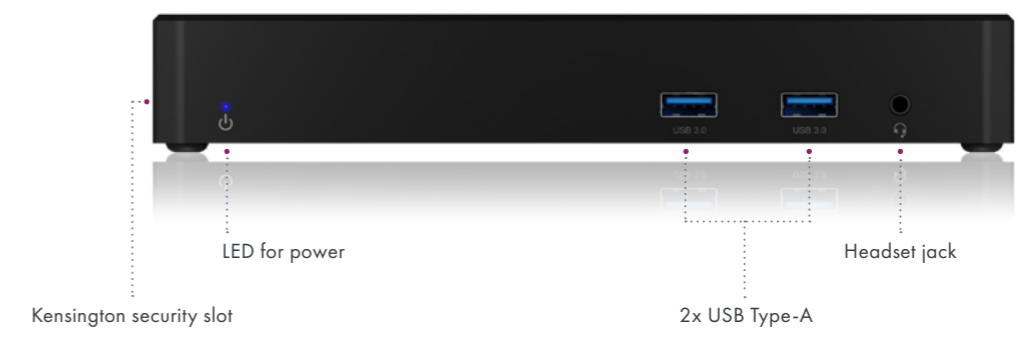 USB 3.0
USB 3.0
LED for power
Headset jack
Kensington security slot
2x USB Type-A